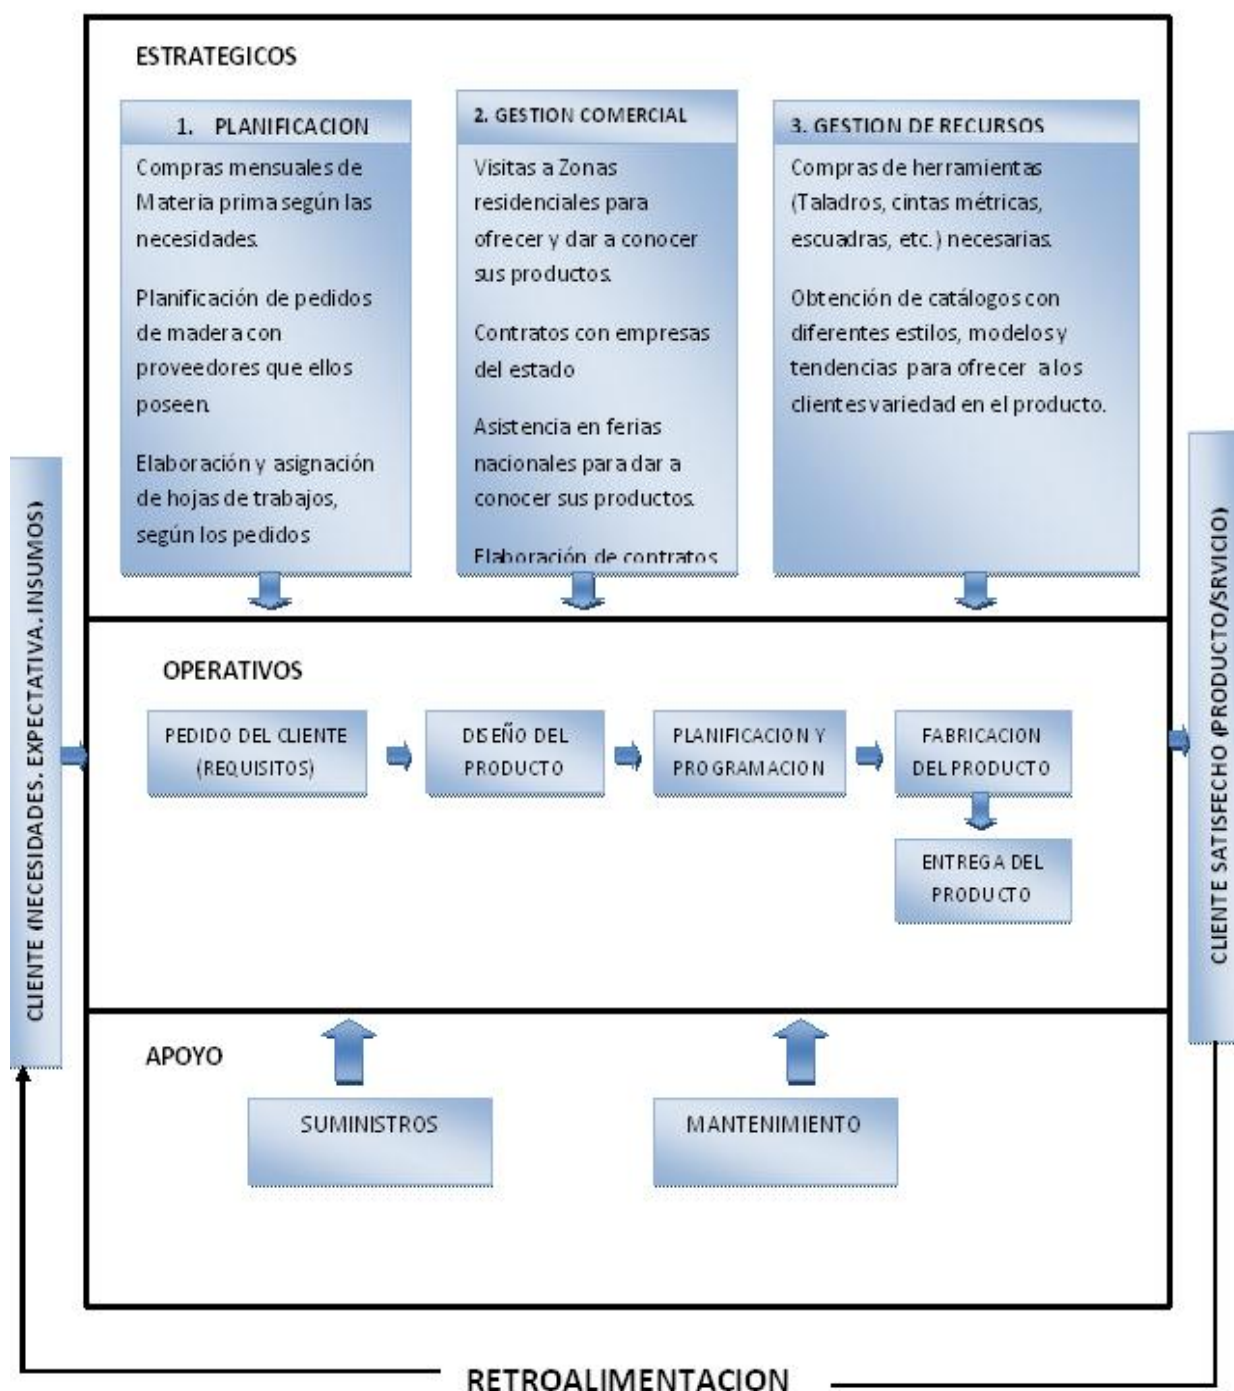 ESTRATEGICOS
1. PLANIFICACION
Compras mensuales de
Materia prima según las
necesidades.
Planificación de pedidos
de madera con
proveedores que ellos
poseen.
Elaboración y asignación
de hojas de trabajos,
según los pedidos
2. GESTION COMERCIAL
Visitas a Zonas
residenciales para
ofrecer y dar a conocer
sus productos.
Contratos con empresas
del estado
Asistencia en ferias
nacionales para dar a
conocer sus productos.
Elaboración de contratos
3. GESTION DE RECURSOS
Compras de herramientas
(Taladros, cintas métricas,
escuadras, etc.) necesarias.
Obtención de catálogos con
diferentes estilos, modelos y
tendencias para ofrecer a los
clientes variedad en el producto.
CLIENTE (NECESIDADES. EXPECTATIVA. INSUMOS)
OPERATIVOS
PEDIDO DEL CLIENTE
(REQUISITOS)
DISEÑO DEL
PRODUCTO
PLANIFICACION Y
PROGRAMACION
FABRICACION
DEL PRODUCTO
ENTREGA DEL
PRODUCTO
CLIENTE SATISFECHO (PRODUCTO/SRVICIO)
APOYO
SUMINISTROS
MANTENIMIENTO
RETROALIMENTACION